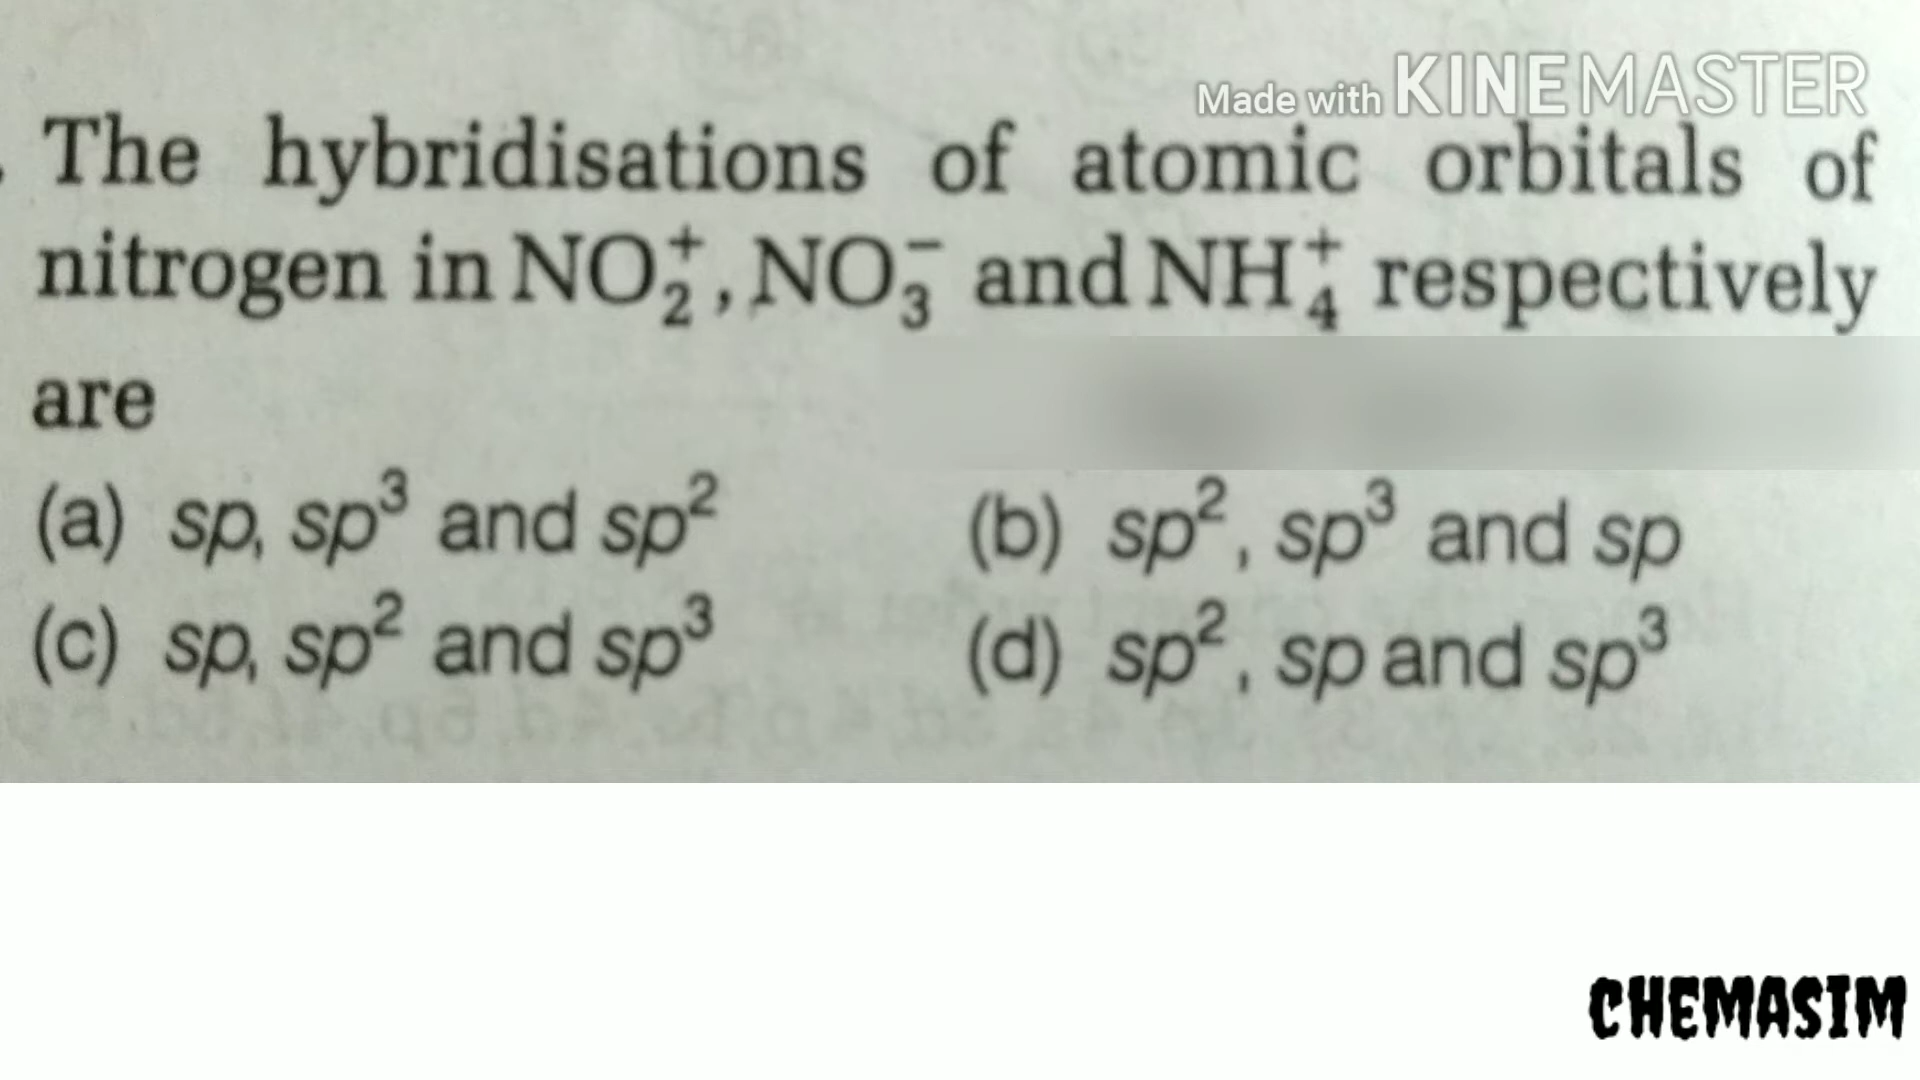 Made with KINEMASTER
The hybridisations of atomic orbitals of
nitrogen in NO₂⁺, NO₃⁻ and NH₄⁺ respectively
are
(a) sp, sp³ and sp² (b) sp², sp³ and sp
(c) sp, sp² and sp³ (d) sp², sp and sp³
CHEMASIM